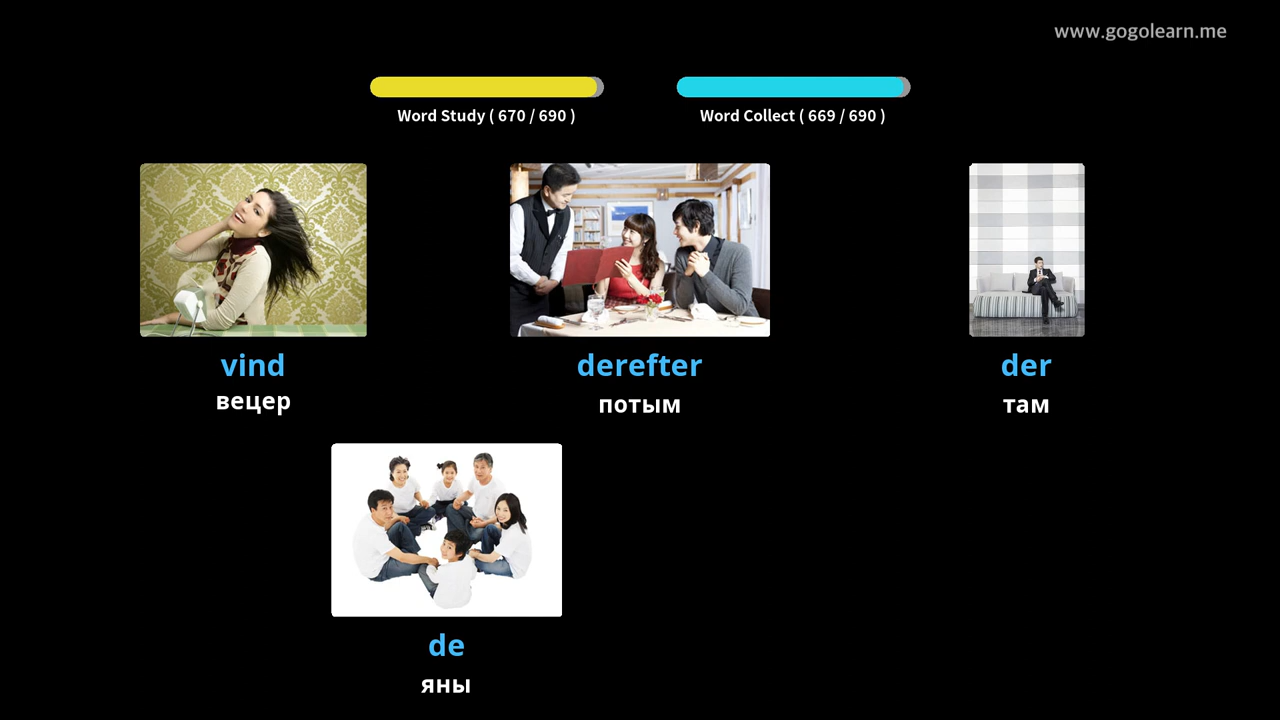 www.gogolearn.me
Word Study ( 670 / 690 )
Word Collect ( 669 / 690 )
vind
вецер
derefter
потым
der
там
de
яны